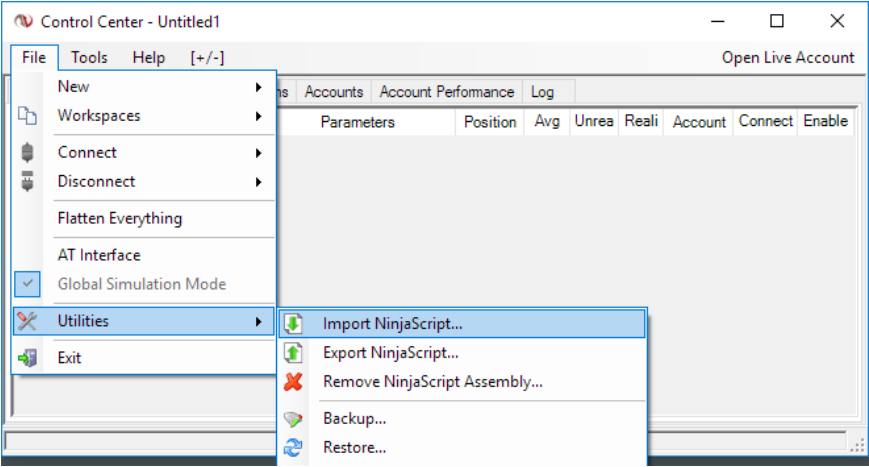 Control Center - Untitled1
File Tools Help [+/-] Open Live Account
ns Accounts Account Performance Log
Parameters Position Avg Unrea Reali Account Connect Enable
New
Workspaces
Connect
Disconnect
Flatten Everything
AT Interface
Global Simulation Mode
Utilities
Exit
Import NinjaScript...
Export NinjaScript...
Remove NinjaScript Assembly...
Backup...
Restore...